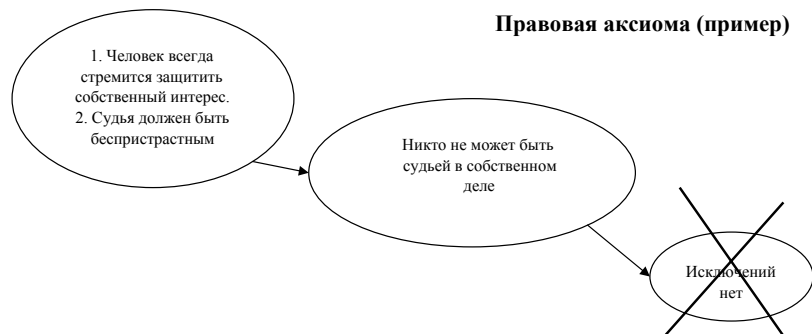 Правовая аксиома (пример)
1. Человек всегда
стремится защитить
собственный интерес.
2. Судья должен быть
беспристрастным
Никто не может быть
судьей в собственном
деле
Исключений
нет